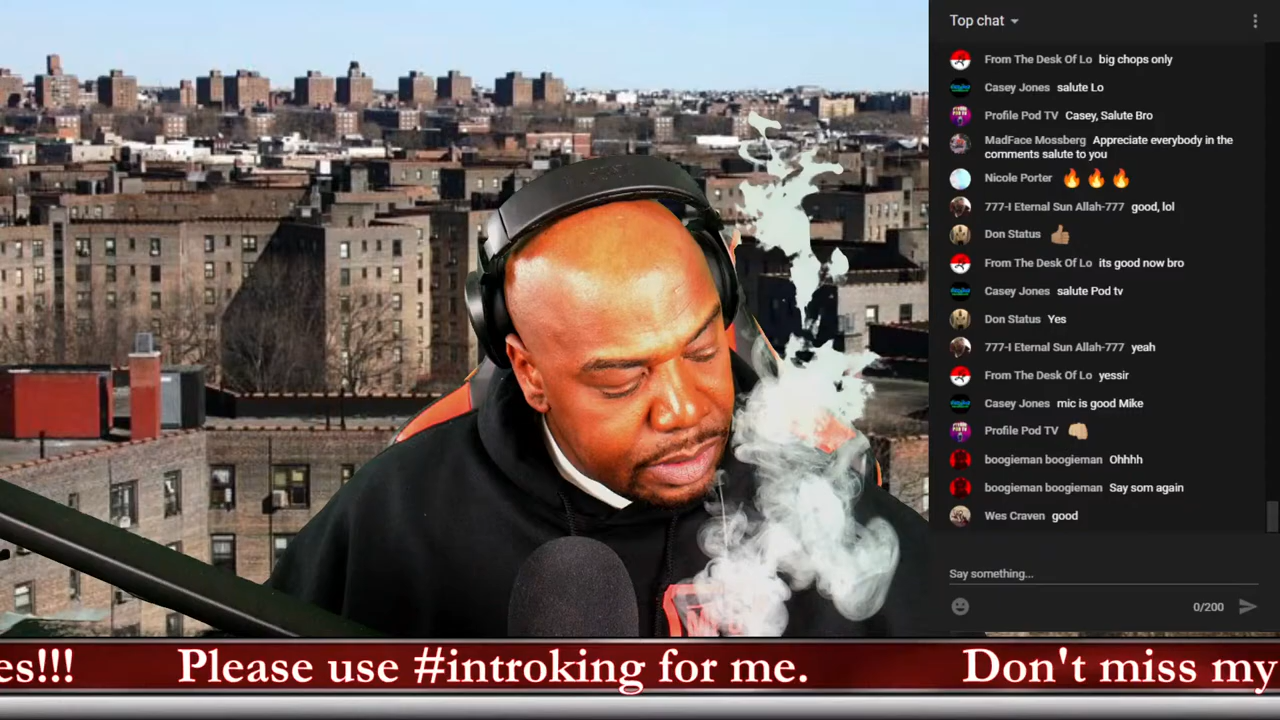 Top chat
From The Desk Of Lo big chops only
Casey Jones salute Lo
Profile Pod TV Casey, Salute Bro
MadFace Mossberg Appreciate everybody in the
comments salute to you
Nicole Porter 🔥🔥🔥
777-I Eternal Sun Allah-777 good, lol
Don Status 👍🏽
From The Desk Of Lo its good now bro
Casey Jones salute Pod tv
Don Status Yes
777-I Eternal Sun Allah-777 yeah
From The Desk Of Lo yessir
Casey Jones mic is good Mike
Profile Pod TV 👊🏼
boogieman boogieman Ohhhh
boogieman boogieman Say som again
Wes Craven good
Say something...
0/200
es!!! Please use #introking for me. Don't miss my